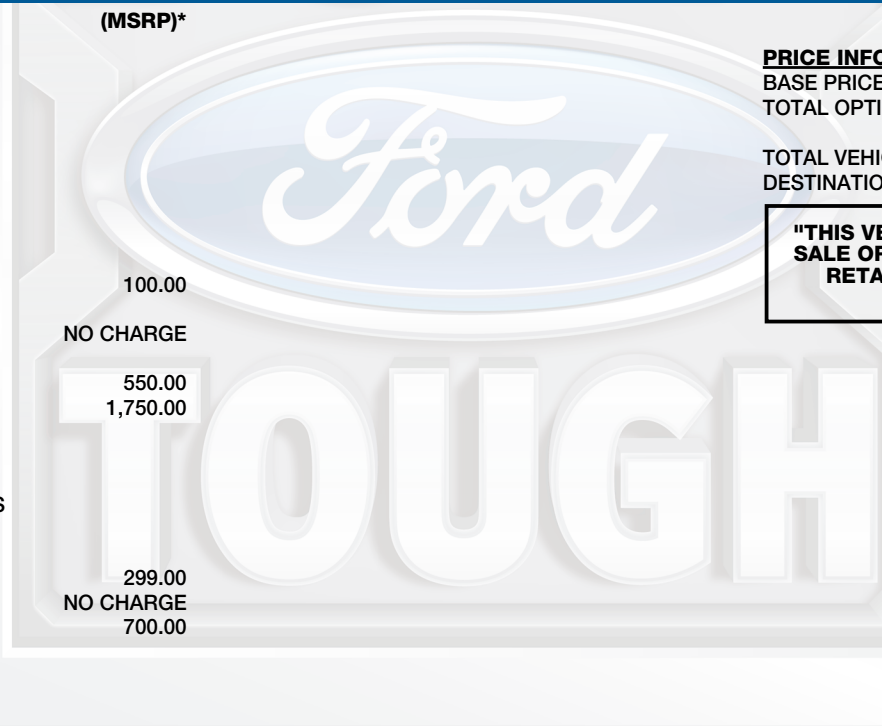 (MSRP)*
100.00
NO CHARGE
550.00
1,750.00
S
299.00
NO CHARGE
700.00
PRICE INFO
BASE PRICE
TOTAL OPTI
TOTAL VEHI
DESTINATIO
"THIS VE
SALE OF
RETA
Ford
TOUGH